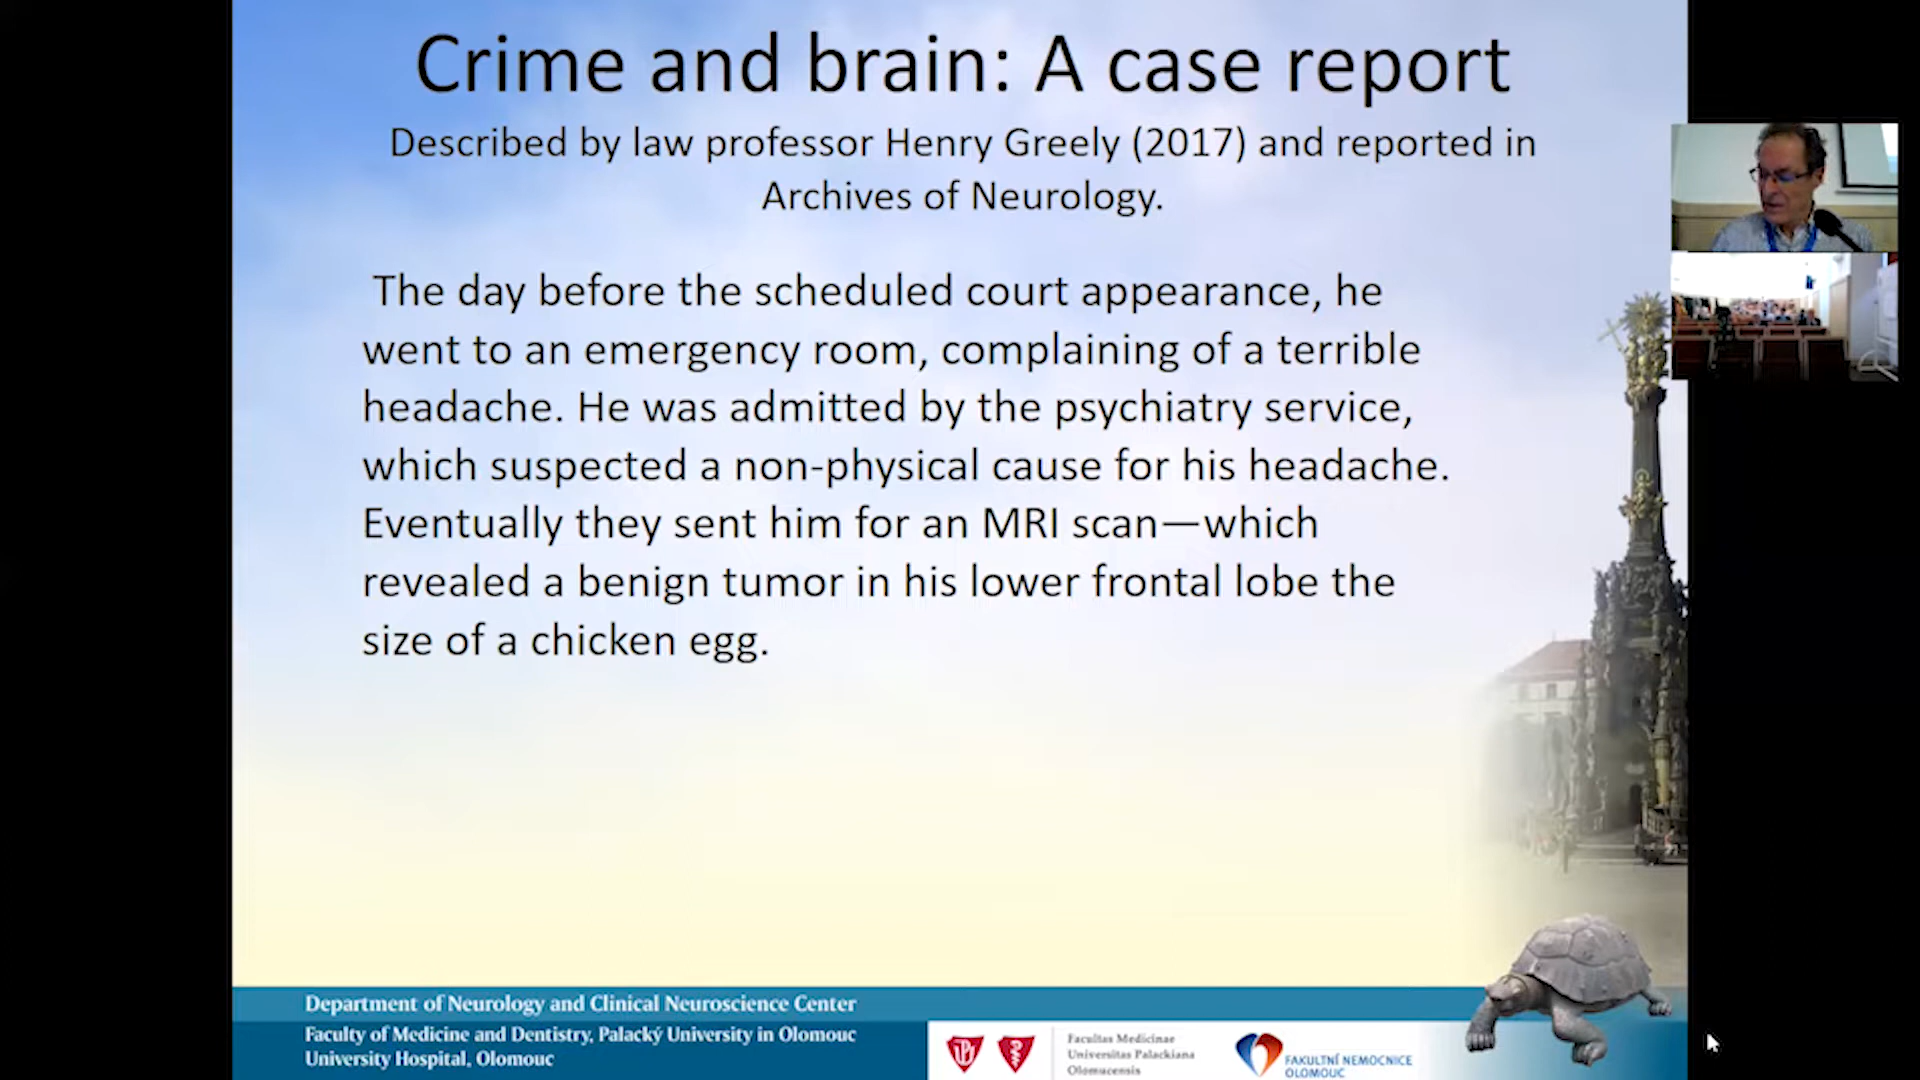 Crime and brain: A case report
Described by law professor Henry Greely (2017) and reported in
Archives of Neurology.
The day before the scheduled court appearance, he
went to an emergency room, complaining of a terrible
headache. He was admitted by the psychiatry service,
which suspected a non-physical cause for his headache.
Eventually they sent him for an MRI scan—which
revealed a benign tumor in his lower frontal lobe the
size of a chicken egg.
Department of Neurology and Clinical Neuroscience Center
Faculty of Medicine and Dentistry, Palacký University in Olomouc
University Hospital, Olomouc
Facultas Medicinae
Universitas Palackiana
Olomucensis
FAKULTNÍ NEMOCNICE
OLOMOUC